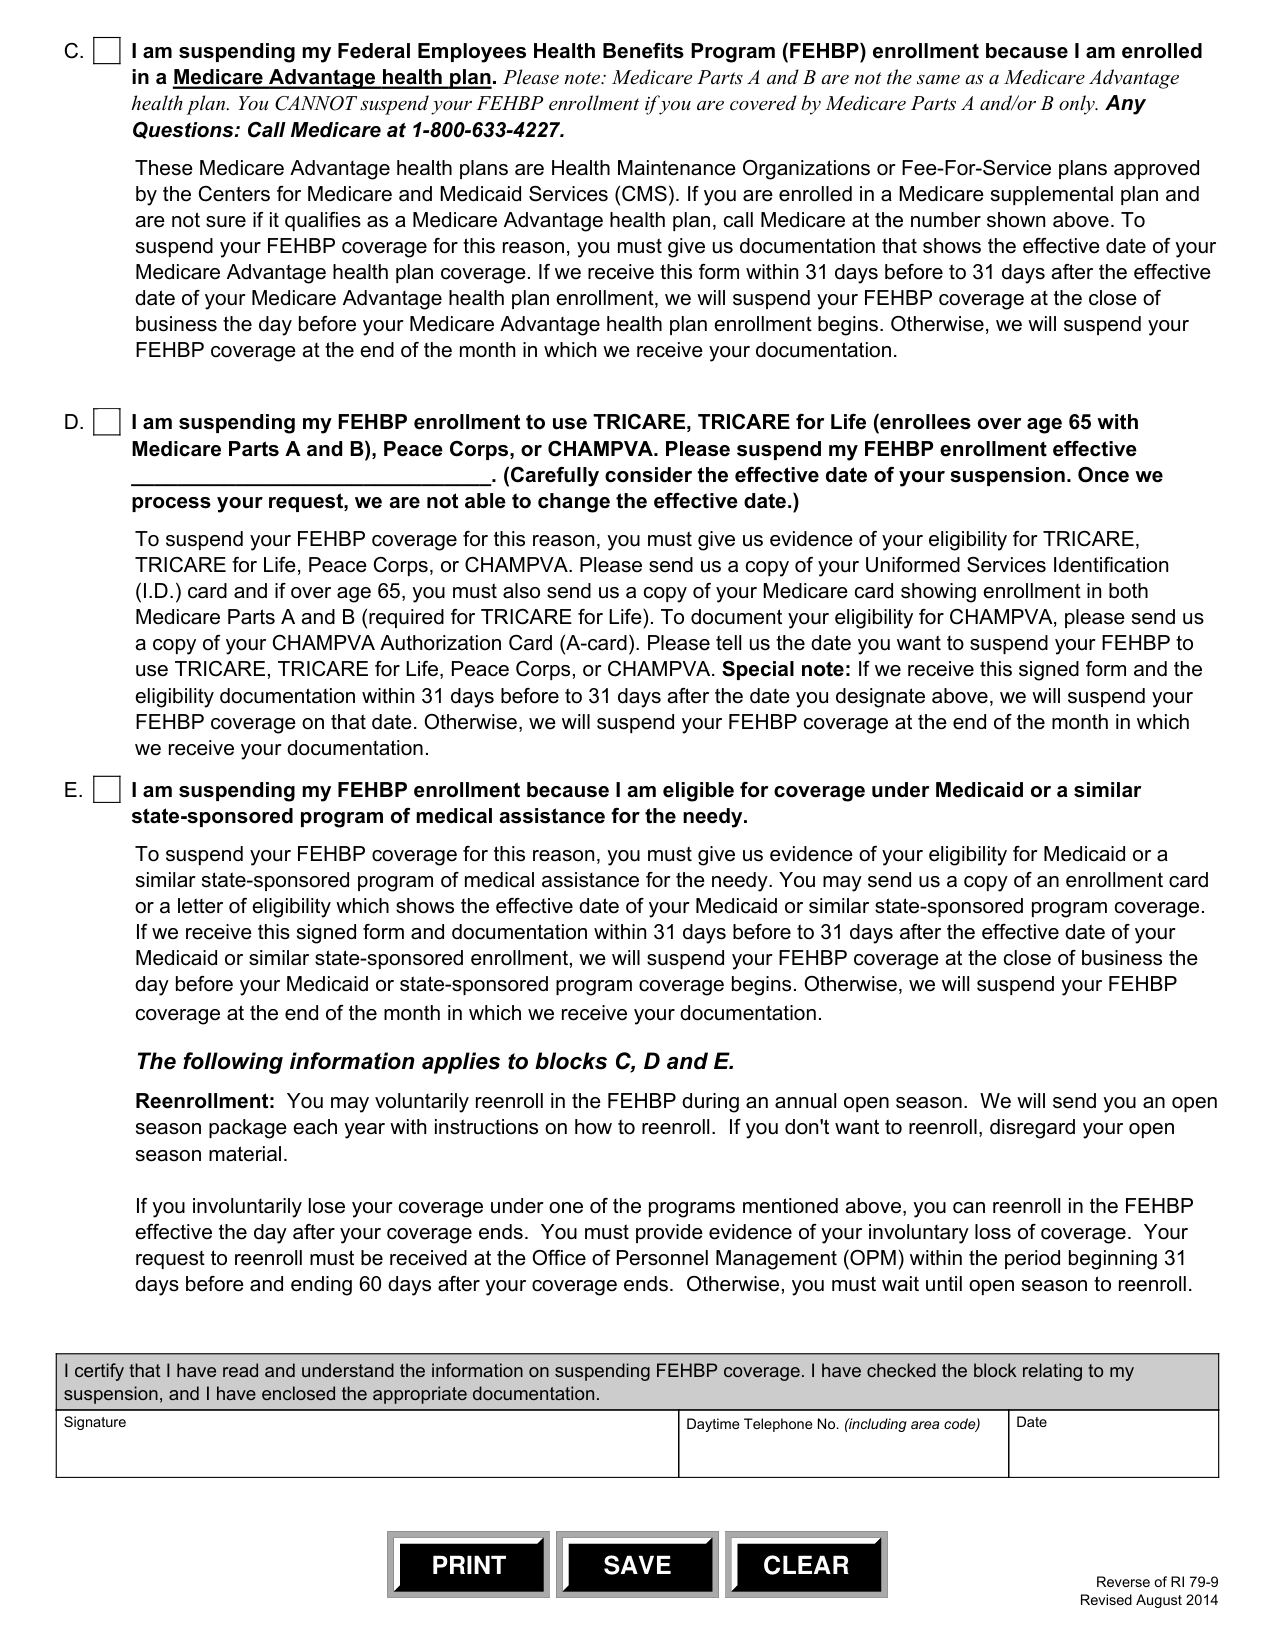 C. I am suspending my Federal Employees Health Benefits Program (FEHBP) enrollment because I am enrolled
in a Medicare Advantage health plan. Please note: Medicare Parts A and B are not the same as a Medicare Advantage
health plan. You CANNOT suspend your FEHBP enrollment if you are covered by Medicare Parts A and/or B only. Any
Questions: Call Medicare at 1-800-633-4227.
These Medicare Advantage health plans are Health Maintenance Organizations or Fee-For-Service plans approved
by the Centers for Medicare and Medicaid Services (CMS). If you are enrolled in a Medicare supplemental plan and
are not sure if it qualifies as a Medicare Advantage health plan, call Medicare at the number shown above. To
suspend your FEHBP coverage for this reason, you must give us documentation that shows the effective date of your
Medicare Advantage health plan coverage. If we receive this form within 31 days before to 31 days after the effective
date of your Medicare Advantage health plan enrollment, we will suspend your FEHBP coverage at the close of
business the day before your Medicare Advantage health plan enrollment begins. Otherwise, we will suspend your
FEHBP coverage at the end of the month in which we receive your documentation.
D. I am suspending my FEHBP enrollment to use TRICARE, TRICARE for Life (enrollees over age 65 with
Medicare Parts A and B), Peace Corps, or CHAMPVA. Please suspend my FEHBP enrollment effective
________________________________. (Carefully consider the effective date of your suspension. Once we
process your request, we are not able to change the effective date.)
To suspend your FEHBP coverage for this reason, you must give us evidence of your eligibility for TRICARE,
TRICARE for Life, Peace Corps, or CHAMPVA. Please send us a copy of your Uniformed Services Identification
(I.D.) card and if over age 65, you must also send us a copy of your Medicare card showing enrollment in both
Medicare Parts A and B (required for TRICARE for Life). To document your eligibility for CHAMPVA, please send us
a copy of your CHAMPVA Authorization Card (A-card). Please tell us the date you want to suspend your FEHBP to
use TRICARE, TRICARE for Life, Peace Corps, or CHAMPVA. Special note: If we receive this signed form and the
eligibility documentation within 31 days before to 31 days after the date you designate above, we will suspend your
FEHBP coverage on that date. Otherwise, we will suspend your FEHBP coverage at the end of the month in which
we receive your documentation.
E. I am suspending my FEHBP enrollment because I am eligible for coverage under Medicaid or a similar
state-sponsored program of medical assistance for the needy.
To suspend your FEHBP coverage for this reason, you must give us evidence of your eligibility for Medicaid or a
similar state-sponsored program of medical assistance for the needy. You may send us a copy of an enrollment card
or a letter of eligibility which shows the effective date of your Medicaid or similar state-sponsored program coverage.
If we receive this signed form and documentation within 31 days before to 31 days after the effective date of your
Medicaid or similar state-sponsored enrollment, we will suspend your FEHBP coverage at the close of business the
day before your Medicaid or state-sponsored program coverage begins. Otherwise, we will suspend your FEHBP
coverage at the end of the month in which we receive your documentation.
The following information applies to blocks C, D and E.
Reenrollment: You may voluntarily reenroll in the FEHBP during an annual open season. We will send you an open
season package each year with instructions on how to reenroll. If you don't want to reenroll, disregard your open
season material.
If you involuntarily lose your coverage under one of the programs mentioned above, you can reenroll in the FEHBP
effective the day after your coverage ends. You must provide evidence of your involuntary loss of coverage. Your
request to reenroll must be received at the Office of Personnel Management (OPM) within the period beginning 31
days before and ending 60 days after your coverage ends. Otherwise, you must wait until open season to reenroll.
I certify that I have read and understand the information on suspending FEHBP coverage. I have checked the block relating to my
suspension, and I have enclosed the appropriate documentation.
Signature
Daytime Telephone No. (including area code)
Date
PRINT
SAVE
CLEAR
Reverse of RI 79-9
Revised August 2014